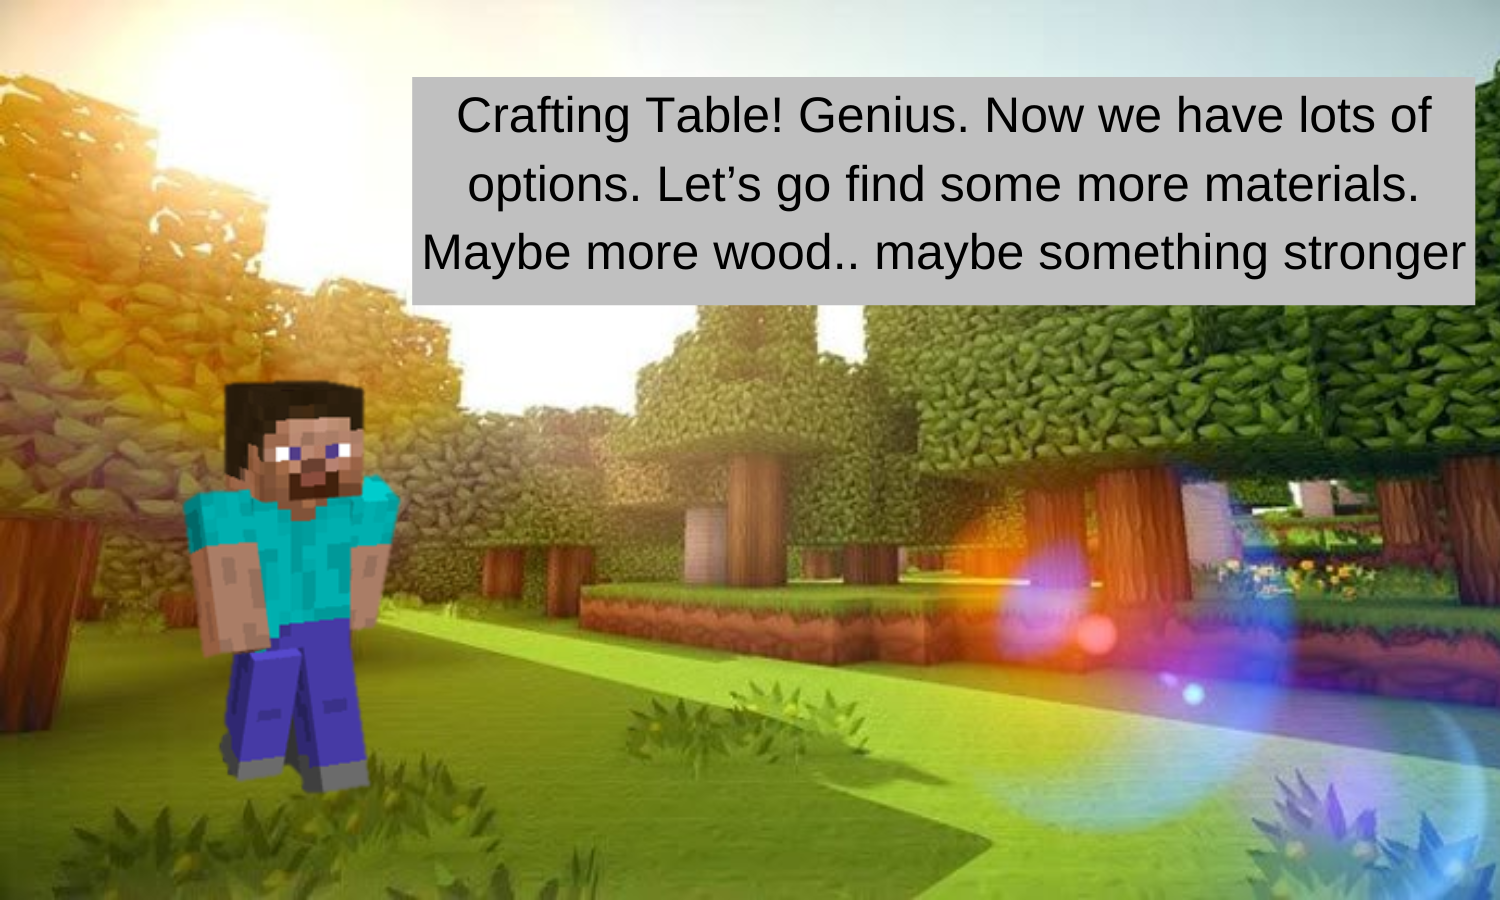 Crafting Table! Genius. Now we have lots of
options. Let’s go find some more materials.
Maybe more wood.. maybe something stronger